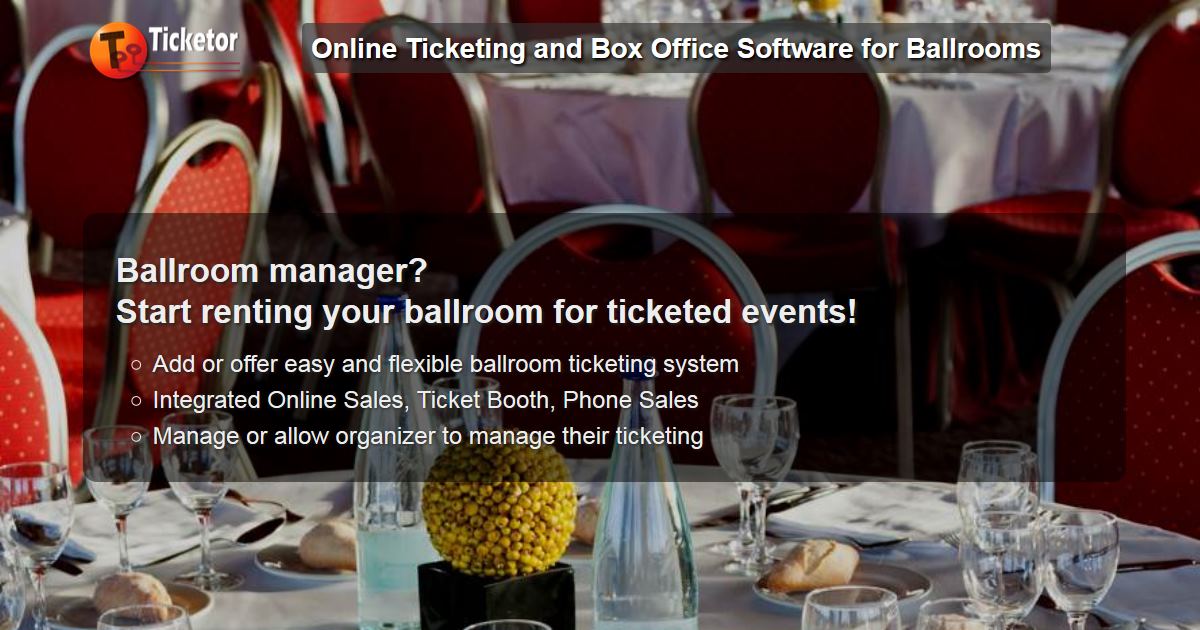 Ticketor
Online Ticketing and Box Office Software for Ballrooms
Ballroom manager?
Start renting your ballroom for ticketed events!
Add or offer easy and flexible ballroom ticketing system
Integrated Online Sales, Ticket Booth, Phone Sales
Manage or allow organizer to manage their ticketing